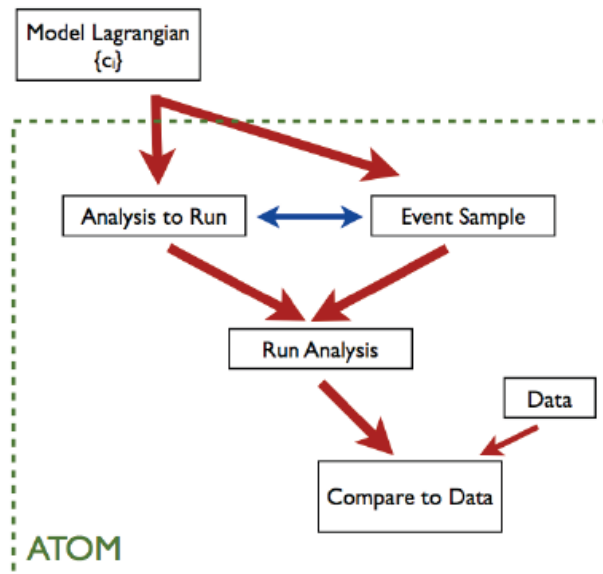 Model Lagrangian
{cᵢ}
Analysis to Run
Event Sample
Run Analysis
Data
Compare to Data
ATOM